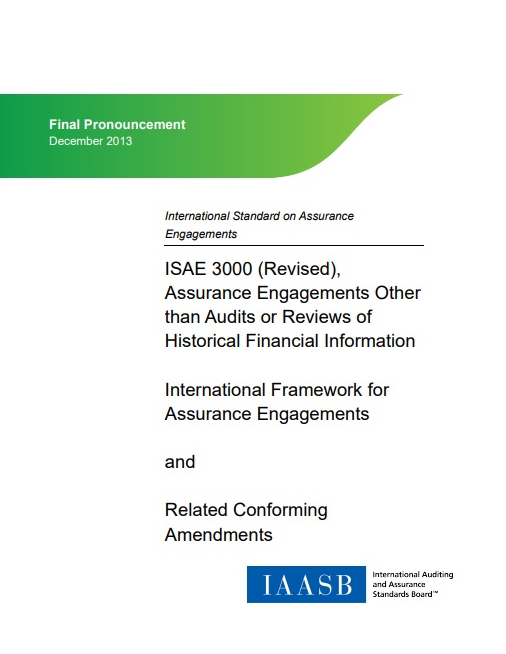 Final Pronouncement
December 2013
International Standard on Assurance
Engagements
ISAE 3000 (Revised),
Assurance Engagements Other
than Audits or Reviews of
Historical Financial Information
International Framework for
Assurance Engagements
and
Related Conforming
Amendments
IAASB
International Auditing
and Assurance
Standards Board™